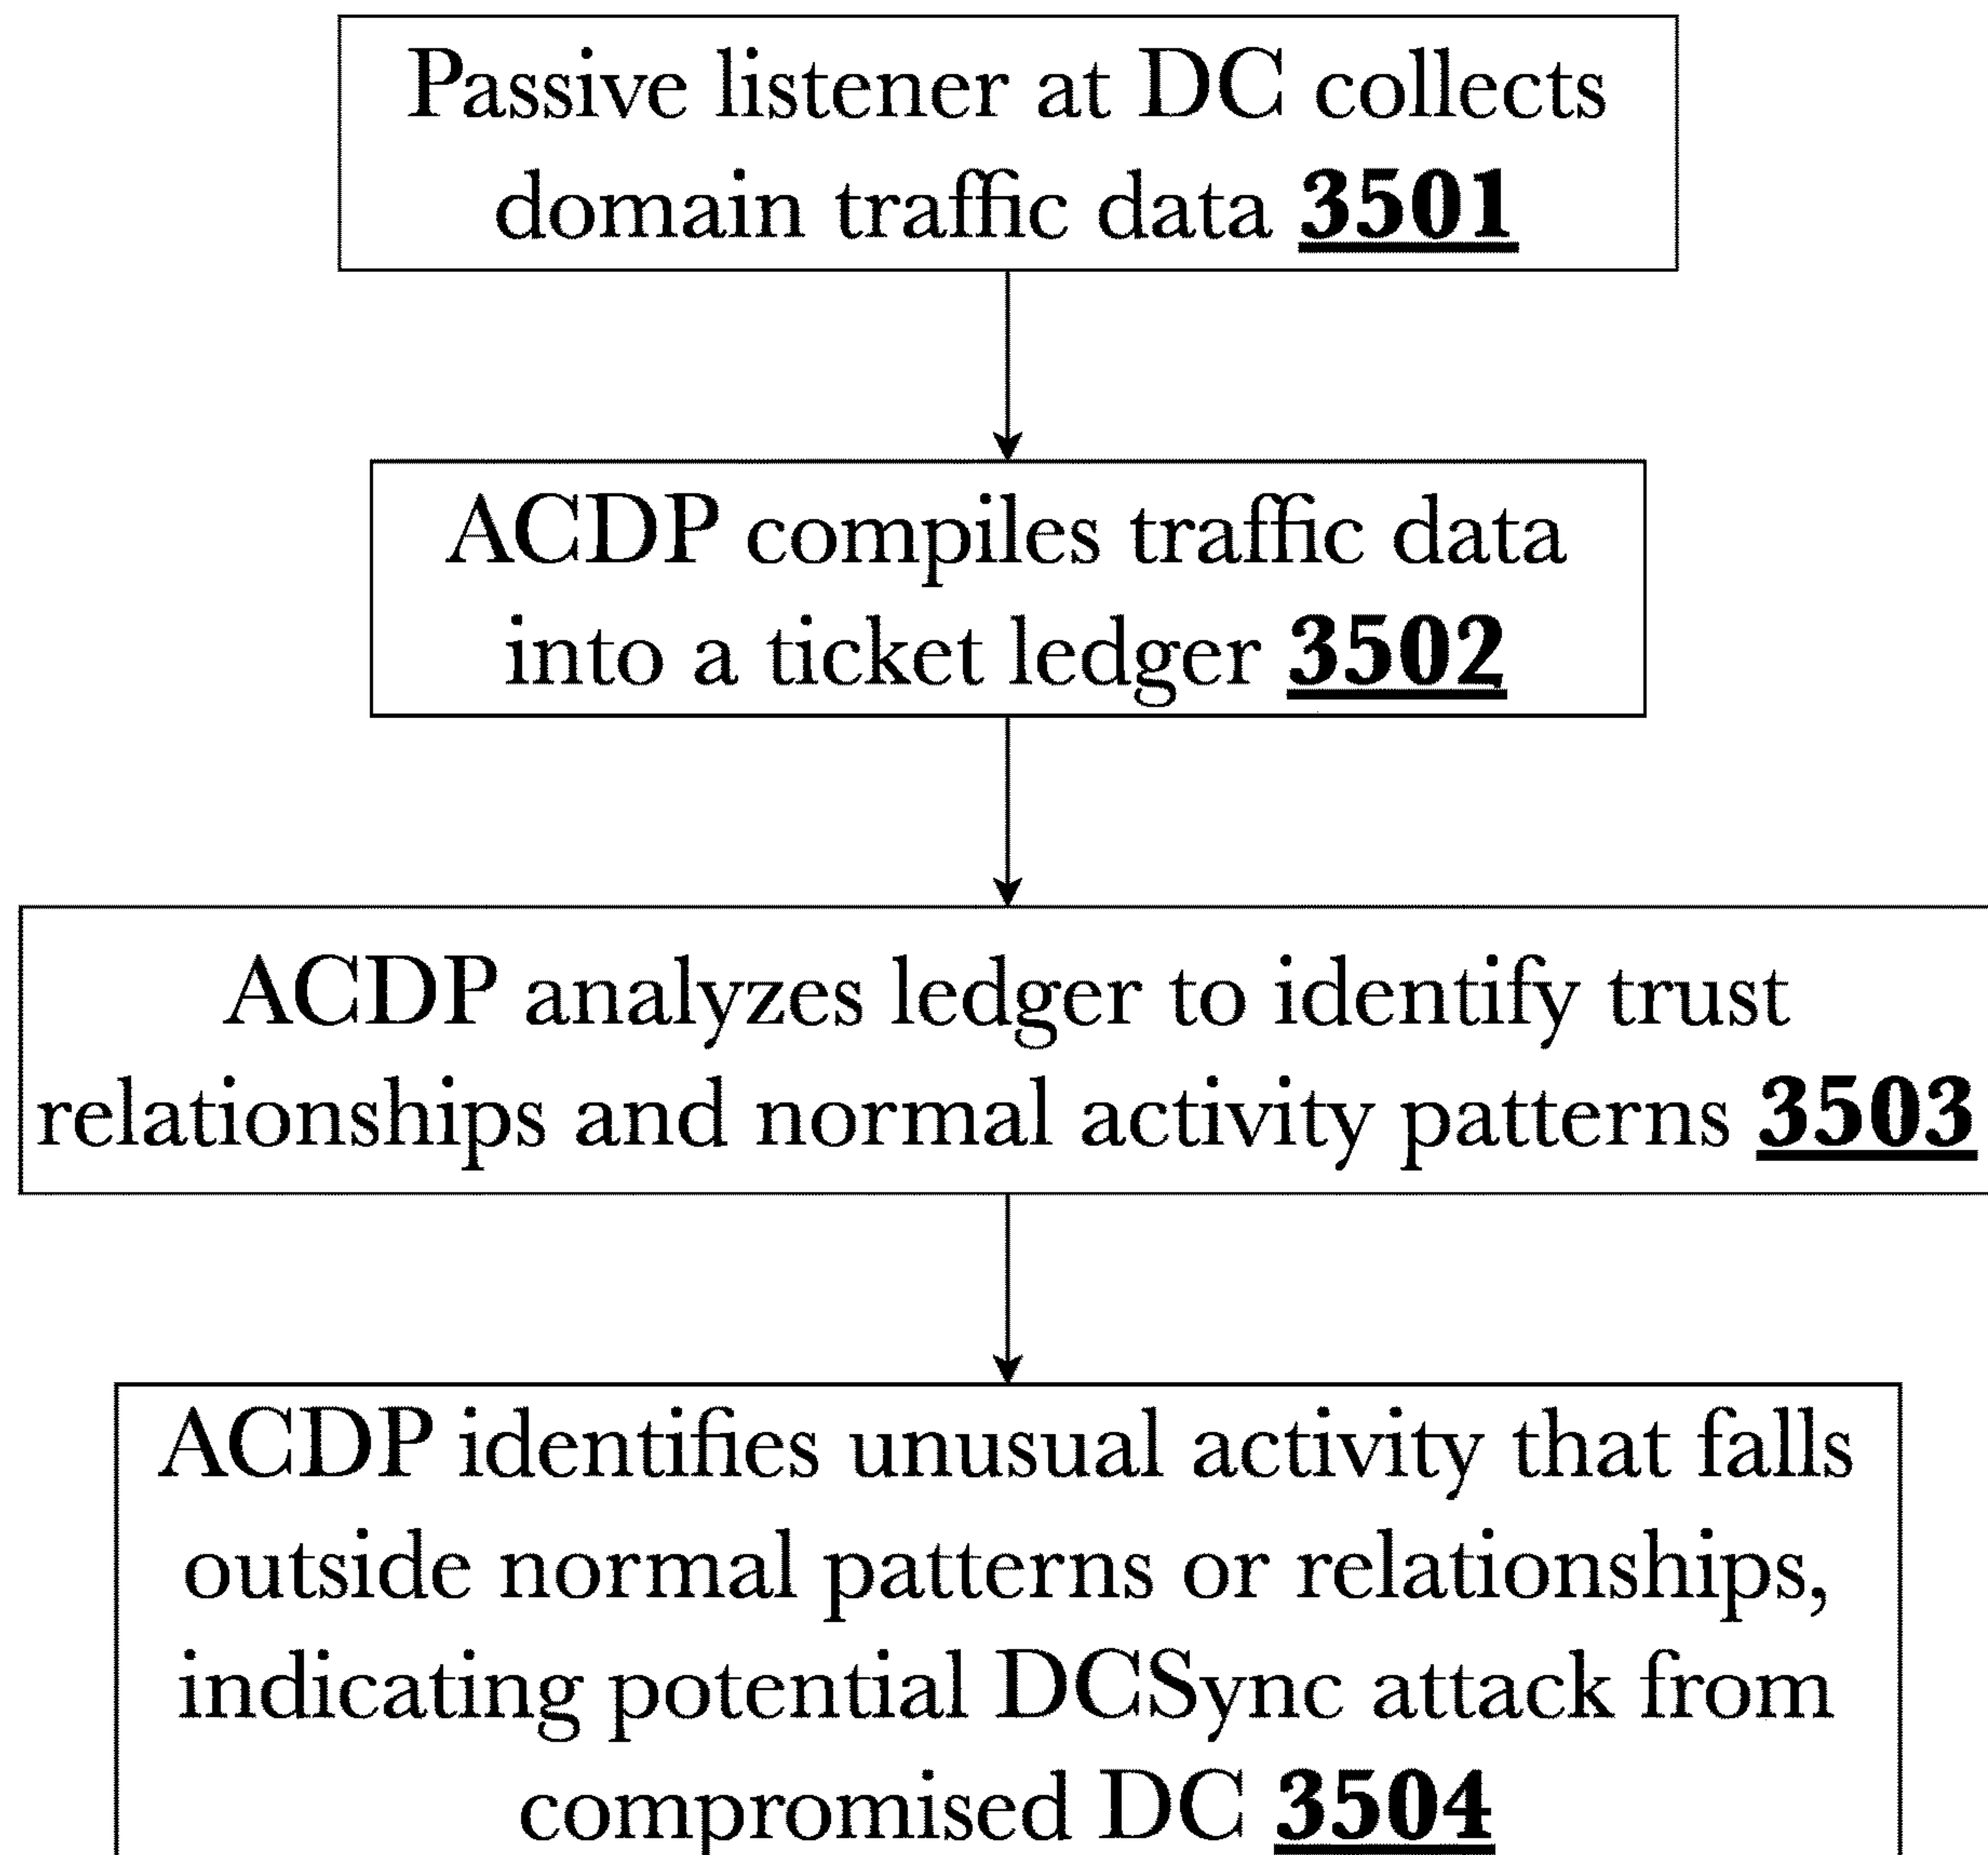 Passive listener at DC collects
domain traffic data 3501
ACDP compiles traffic data
into a ticket ledger 3502
ACDP analyzes ledger to identify trust
relationships and normal activity patterns 3503
ACDP identifies unusual activity that falls
outside normal patterns or relationships,
indicating potential DCSync attack from
compromised DC 3504